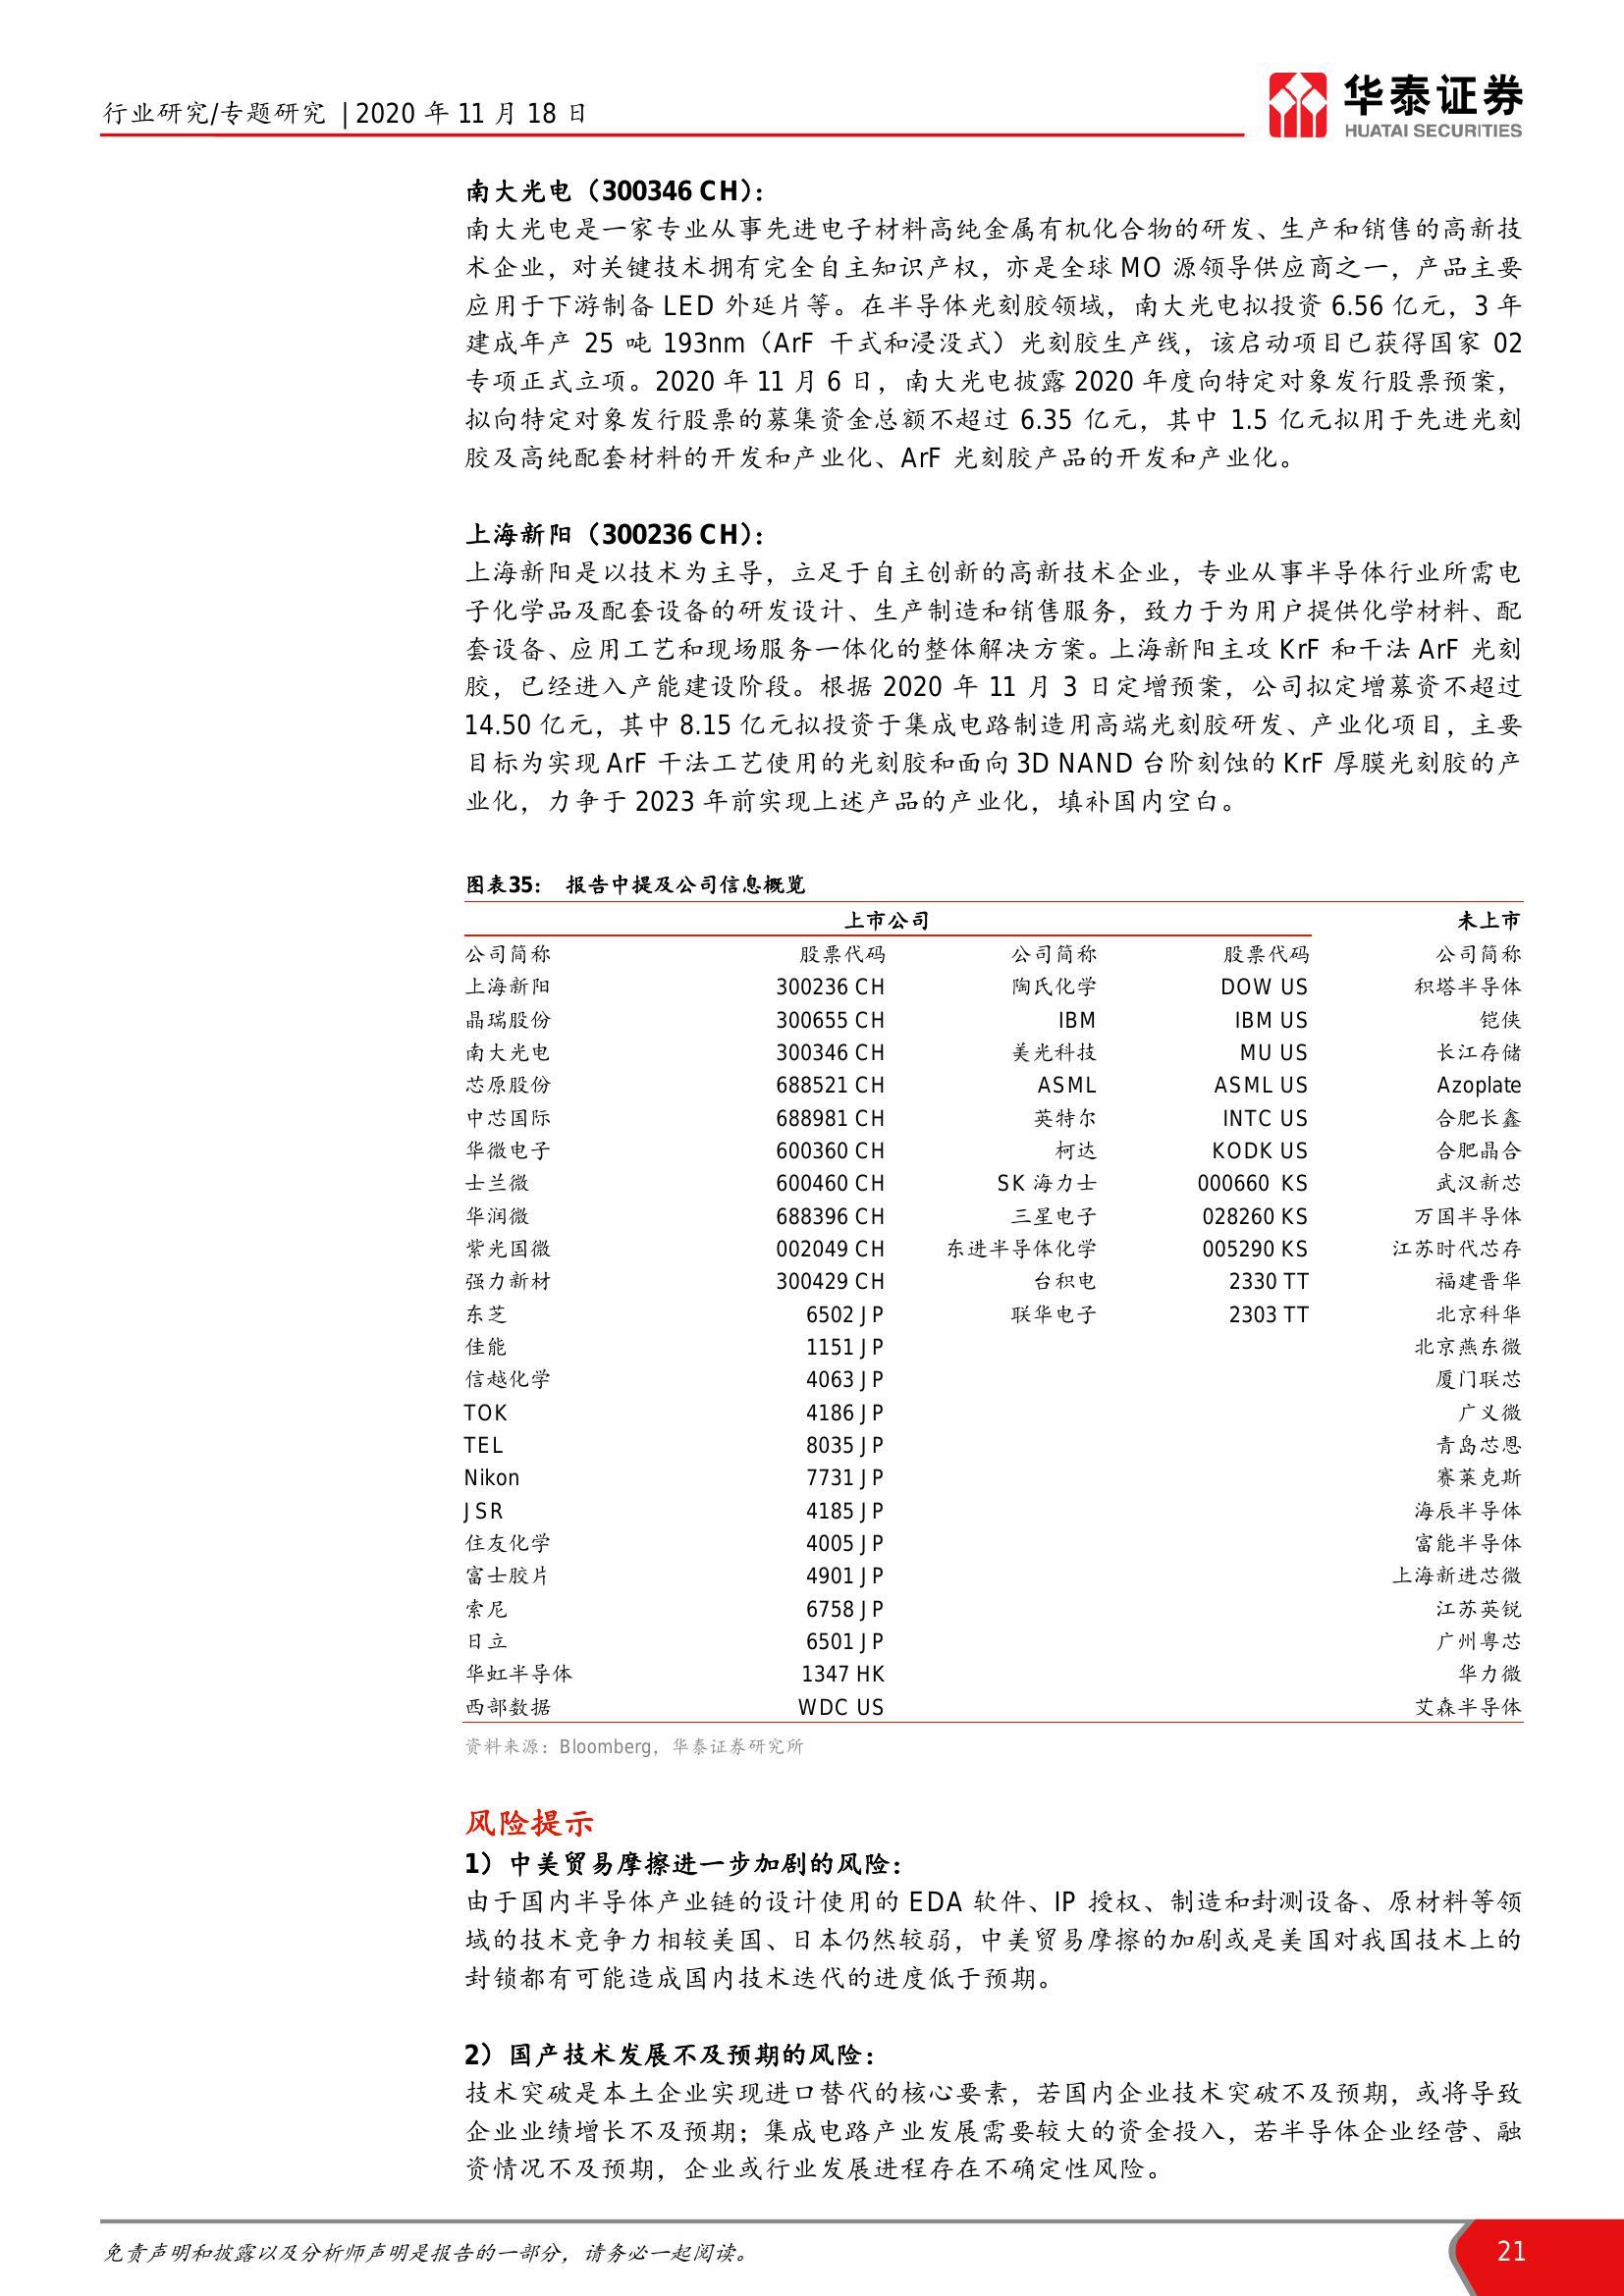 行业研究/专题研究 | 2020 年 11 月 18 日
华泰证券
HUATAI SECURITIES
南大光电（300346 CH）：
南大光电是一家专业从事先进电子材料高纯金属有机化合物的研发、生产和销售的高新技
术企业，对关键技术拥有完全自主知识产权，亦是全球 MO 源领导供应商之一，产品主要
应用于下游制备 LED 外延片等。在半导体光刻胶领域，南大光电拟投资 6.56 亿元，3 年
建成年产 25 吨 193nm（ArF 干式和浸没式）光刻胶生产线，该启动项目已获得国家 02
专项正式立项。2020 年 11 月 6 日，南大光电披露 2020 年度向特定对象发行股票预案，
拟向特定对象发行股票的募集资金总额不超过 6.35 亿元，其中 1.5 亿元拟用于先进光刻
胶及高纯配套材料的开发和产业化、ArF 光刻胶产品的开发和产业化。
上海新阳（300236 CH）：
上海新阳是以技术为主导，立足于自主创新的高新技术企业，专业从事半导体行业所需电
子化学品及配套设备的研发设计、生产制造和销售服务，致力于为用户提供化学材料、配
套设备、应用工艺和现场服务一体化的整体解决方案。上海新阳主攻 KrF 和干法 ArF 光刻
胶，已经进入产能建设阶段。根据 2020 年 11 月 3 日定增预案，公司拟定增募资不超过
14.50 亿元，其中 8.15 亿元拟投资于集成电路制造用高端光刻胶研发、产业化项目，主要
目标为实现 ArF 干法工艺使用的光刻胶和面向 3D NAND 台阶刻蚀的 KrF 厚膜光刻胶的产
业化，力争于 2023 年前实现上述产品的产业化，填补国内空白。
图表35： 报告中提及公司信息概览
上市公司 未上市
公司简称 股票代码 公司简称 股票代码 公司简称
上海新阳 300236 CH 陶氏化学 DOW US 积塔半导体
晶瑞股份 300655 CH IBM IBM US 铠侠
南大光电 300346 CH 美光科技 MU US 长江存储
芯原股份 688521 CH ASML ASML US Azoplate
中芯国际 688981 CH 英特尔 INTC US 合肥长鑫
华微电子 600360 CH 柯达 KODK US 合肥晶合
士兰微 600460 CH SK 海力士 000660 KS 武汉新芯
华润微 688396 CH 三星电子 028260 KS 万国半导体
紫光国微 002049 CH 东进半导体化学 005290 KS 江苏时代芯存
强力新材 300429 CH 台积电 2330 TT 福建晋华
东芝 6502 JP 联华电子 2303 TT 北京科华
佳能 1151 JP 北京燕东微
信越化学 4063 JP 厦门联芯
TOK 4186 JP 广义微
TEL 8035 JP 青岛芯恩
Nikon 7731 JP 赛莱克斯
JSR 4185 JP 海辰半导体
住友化学 4005 JP 富能半导体
富士胶片 4901 JP 上海新进芯微
索尼 6758 JP 江苏英锐
日立 6501 JP 广州粤芯
华虹半导体 1347 HK 华力微
西部数据 WDC US 艾森半导体
资料来源：Bloomberg，华泰证券研究所
风险提示
1）中美贸易摩擦进一步加剧的风险：
由于国内半导体产业链的设计使用的 EDA 软件、IP 授权、制造和封测设备、原材料等领
域的技术竞争力相较美国、日本仍然较弱，中美贸易摩擦的加剧或是美国对我国技术上的
封锁都有可能造成国内技术迭代的进度低于预期。
2）国产技术发展不及预期的风险：
技术突破是本土企业实现进口替代的核心要素，若国内企业技术突破不及预期，或将导致
企业业绩增长不及预期；集成电路产业发展需要较大的资金投入，若半导体企业经营、融
资情况不及预期，企业或行业发展进程存在不确定性风险。
免责声明和披露以及分析师声明是报告的一部分，请务必一起阅读。
21